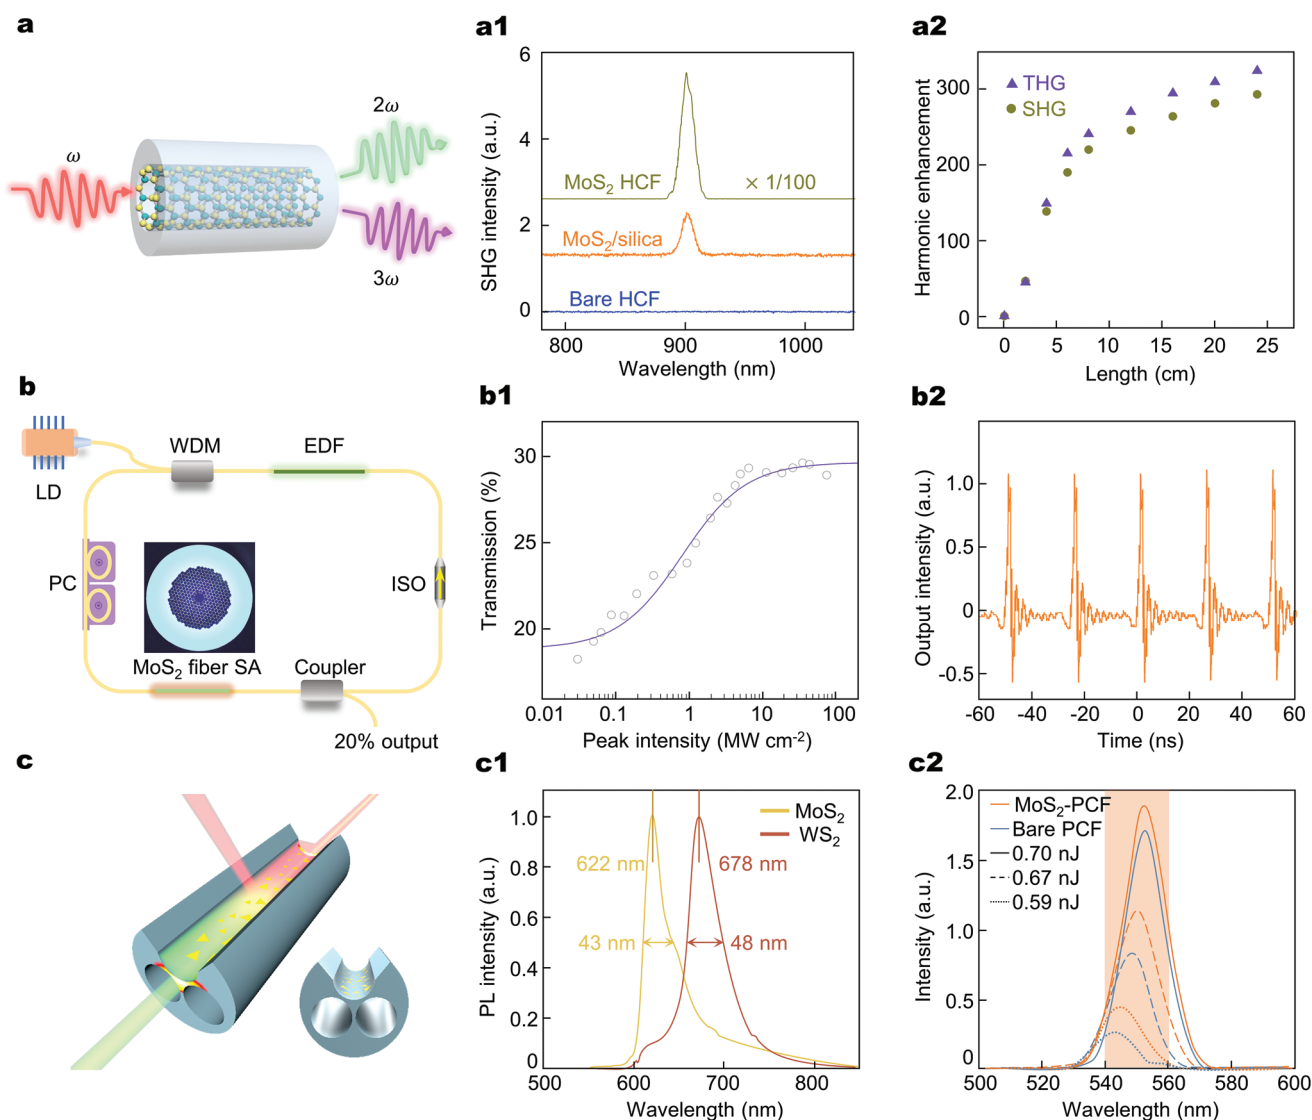 a
ω
2ω
3ω
a1
SHG intensity (a.u.)
6
4
2
0
MoS₂ HCF
× 1/100
MoS₂/silica
Bare HCF
800 900 1000
Wavelength (nm)
a2
Harmonic enhancement
300
200
100
0
THG
SHG
0 5 10 15 20 25
Length (cm)
b
LD
WDM
EDF
PC
ISO
MoS₂ fiber SA
Coupler
20% output
b1
Transmission (%)
30
25
20
0.01 0.1 1 10 100
Peak intensity (MW cm⁻²)
b2
Output intensity (a.u.)
1.0
0.5
0
-0.5
-60 -40 -20 0 20 40 60
Time (ns)
c
c1
PL intensity (a.u.)
1.0
0.8
0.6
0.4
0.2
0
MoS₂
WS₂
622 nm
678 nm
43 nm
48 nm
500 600 700 800
Wavelength (nm)
c2
Intensity (a.u.)
2.0
1.5
1.0
0.5
0
MoS₂-PCF
Bare PCF
0.70 nJ
0.67 nJ
0.59 nJ
500 520 540 560 580 600
Wavelength (nm)